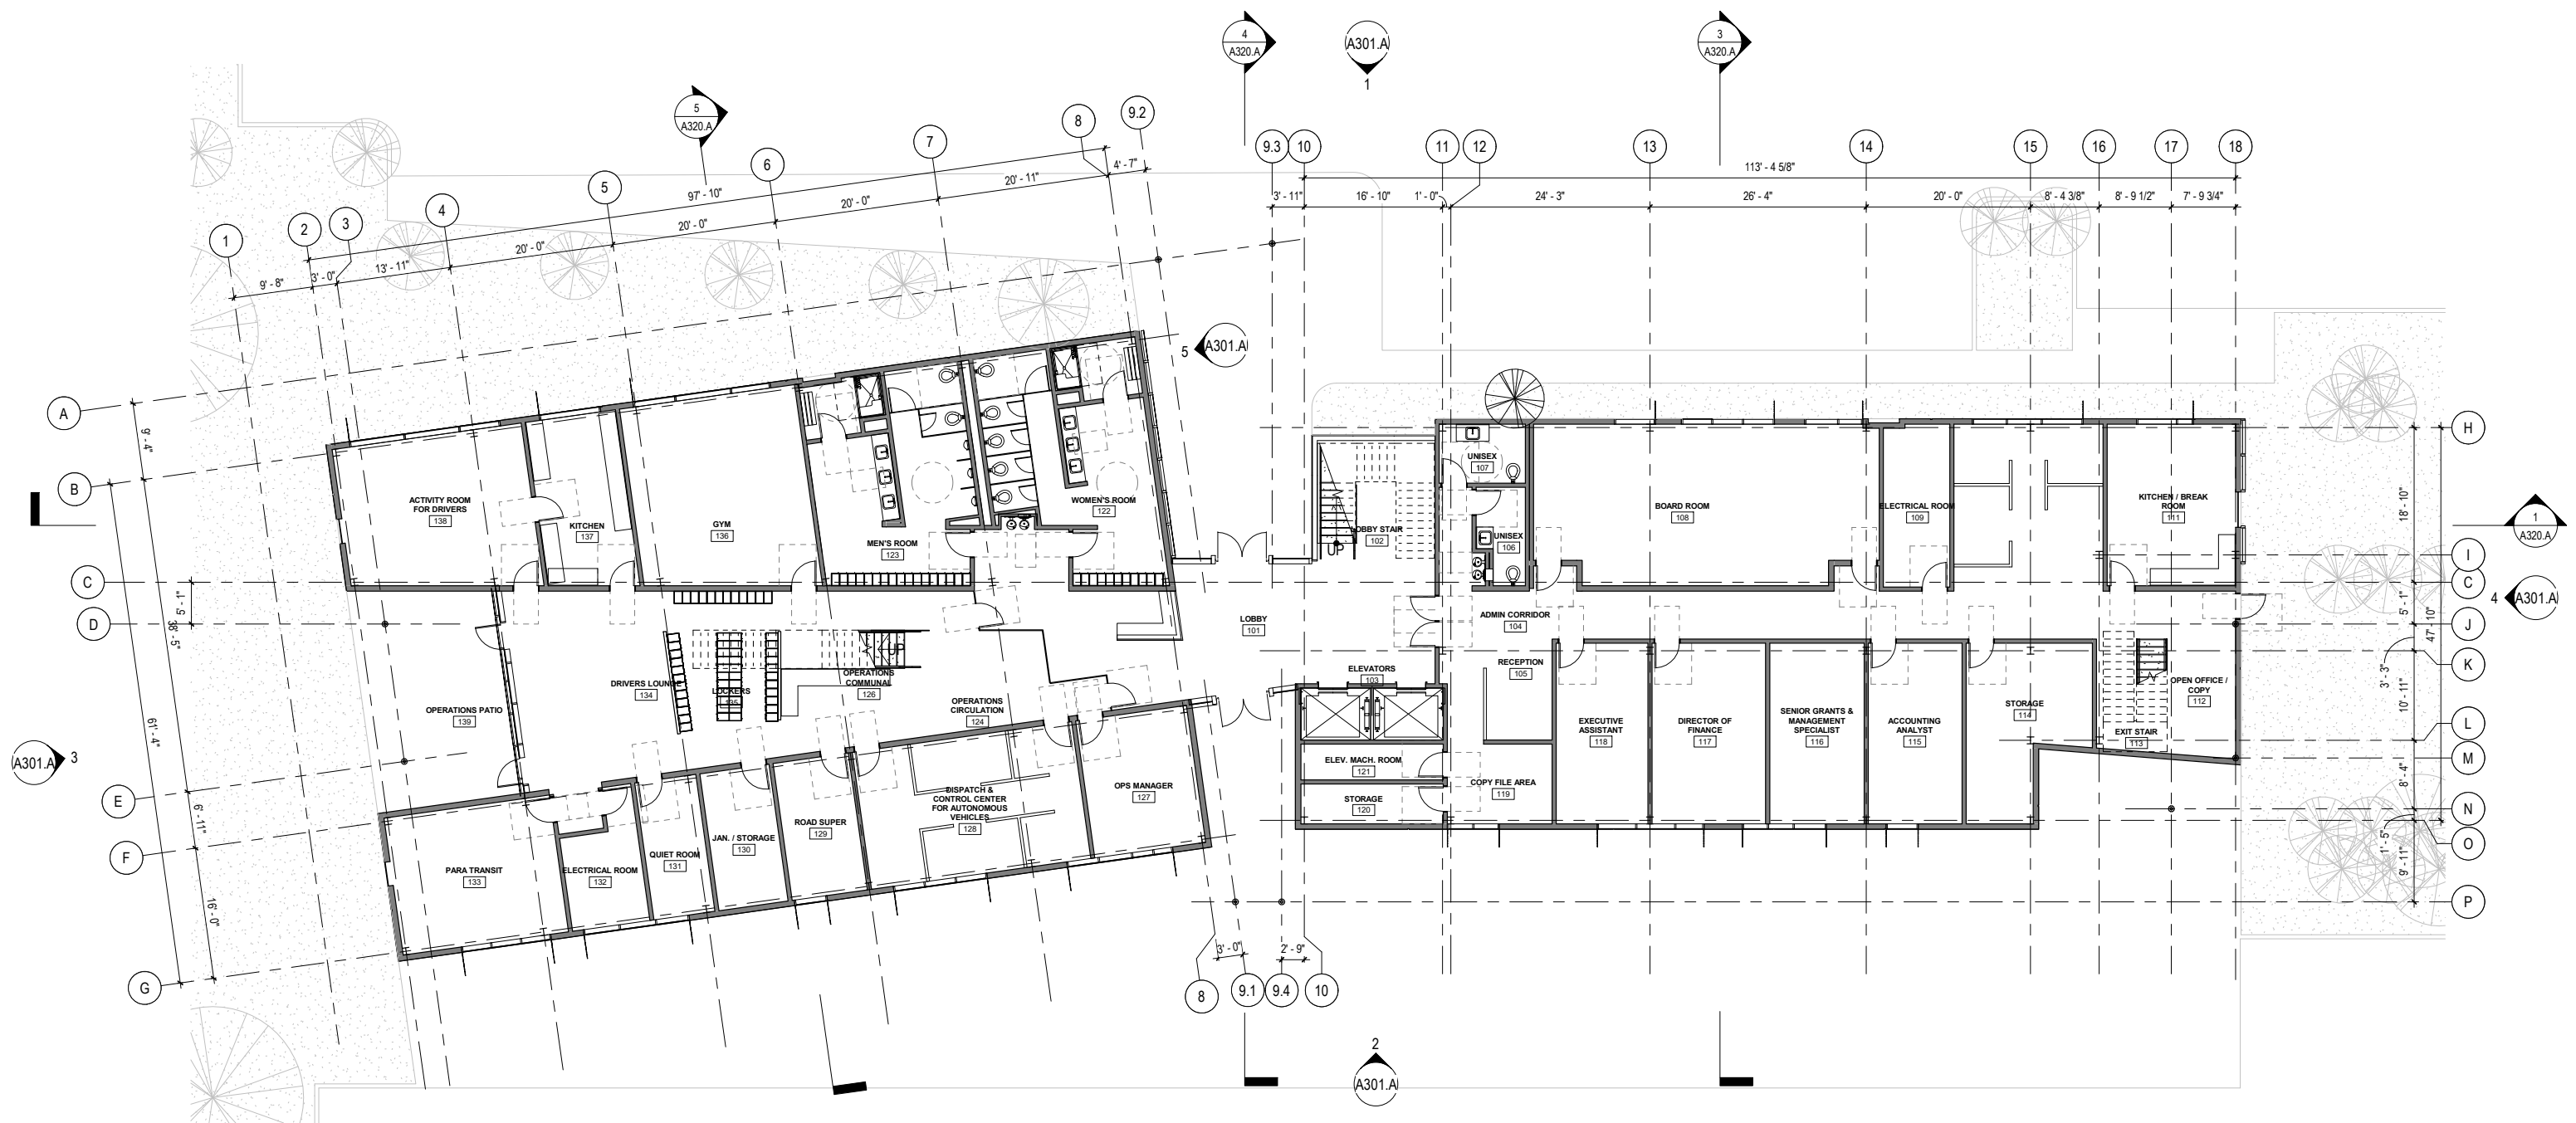 4
A320.A
A301.A
1
3
A320.A
5
A320.A
1
2
3
4
5
6
7
8
9.2
9.3
10
11
12
13
14
15
16
17
18
97' - 10"
4' - 7"
9' - 8"
3' - 0"
13' - 11"
20' - 0"
20' - 0"
20' - 0"
20' - 11"
113' - 4 5/8"
3' - 11"
16' - 10"
1' - 0"
24' - 3"
26' - 4"
20' - 0"
8' - 4 3/8"
8' - 9 1/2"
7' - 9 3/4"
A
B
C
D
E
F
G
9' - 4"
5' - 1"
38' - 5"
61' - 4"
6' - 11"
16' - 0"
A301.A
3
5
A301.A
ACTIVITY ROOM
FOR DRIVERS
138
KITCHEN
137
GYM
136
MEN'S ROOM
123
WOMEN'S ROOM
122
OPERATIONS PATIO
139
DRIVERS LOUNGE
134
LOCKERS
135
UP
OPERATIONS
COMMUNAL
126
OPERATIONS
CIRCULATION
124
PARA TRANSIT
133
ELECTRICAL ROOM
132
QUIET ROOM
131
JAN. / STORAGE
130
ROAD SUPER
129
DISPATCH &
CONTROL CENTER
FOR AUTONOMOUS
VEHICLES
128
OPS MANAGER
127
LOBBY
101
LOBBY STAIR
102
UP
UNISEX
107
UNISEX
106
BOARD ROOM
108
ELECTRICAL ROOM
109
KITCHEN / BREAK
ROOM
111
ADMIN CORRIDOR
104
RECEPTION
105
ELEVATORS
103
ELEV. MACH. ROOM
121
STORAGE
120
COPY FILE AREA
119
EXECUTIVE
ASSISTANT
118
DIRECTOR OF
FINANCE
117
SENIOR GRANTS &
MANAGEMENT
SPECIALIST
116
ACCOUNTING
ANALYST
115
STORAGE
114
EXIT STAIR
113
OPEN OFFICE /
COPY
112
H
I
C
J
K
L
M
N
O
P
18' - 10"
5' - 1"
47' - 10"
3' - 3"
10' - 11"
8' - 4"
1' - 5"
9' - 11"
1
A320.A
4
A301.A
3' - 0"
2' - 9"
8
9.1
9.4
10
2
A301.A